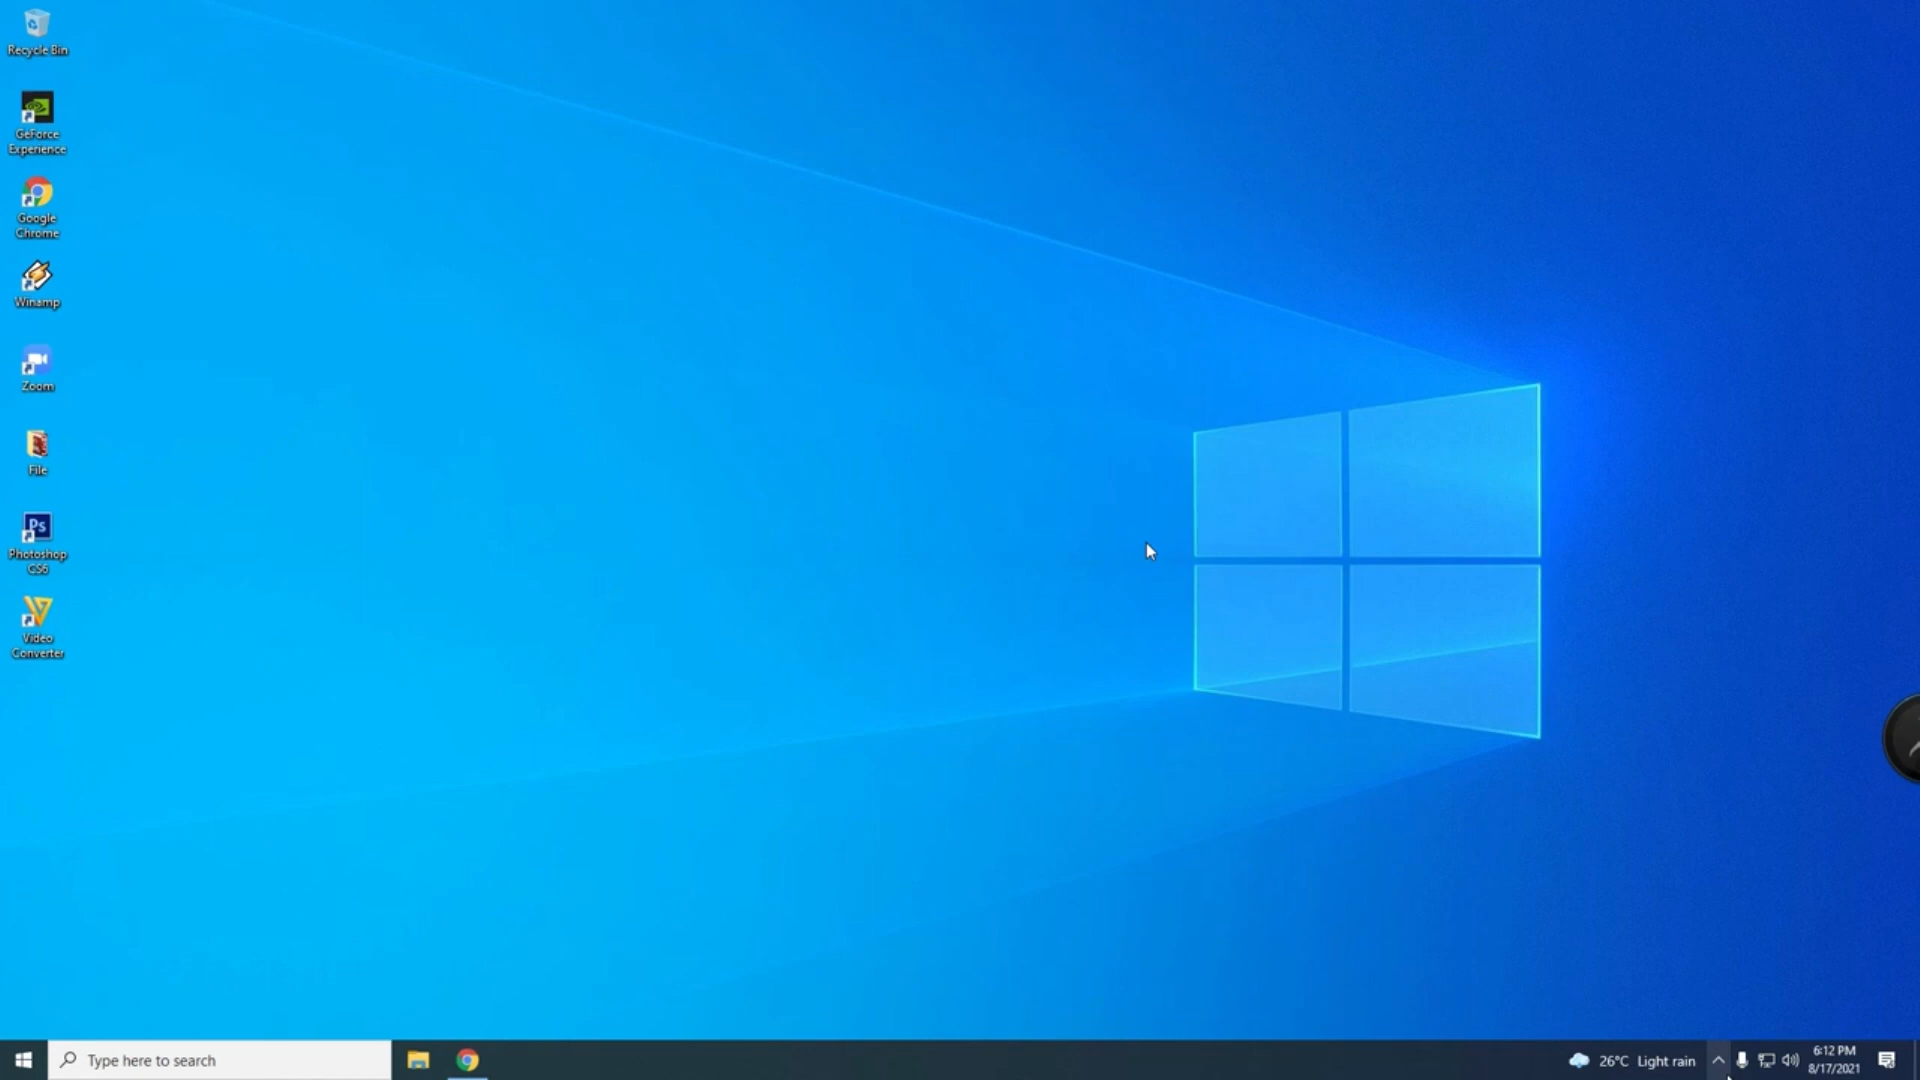 Recycle Bin
GeForce
Experience
Google
Chrome
Winamp
Zoom
File
Ps
Photoshop
CS6
Video
Converter
Type here to search
26°C Light rain
6:12 PM
8/17/2021